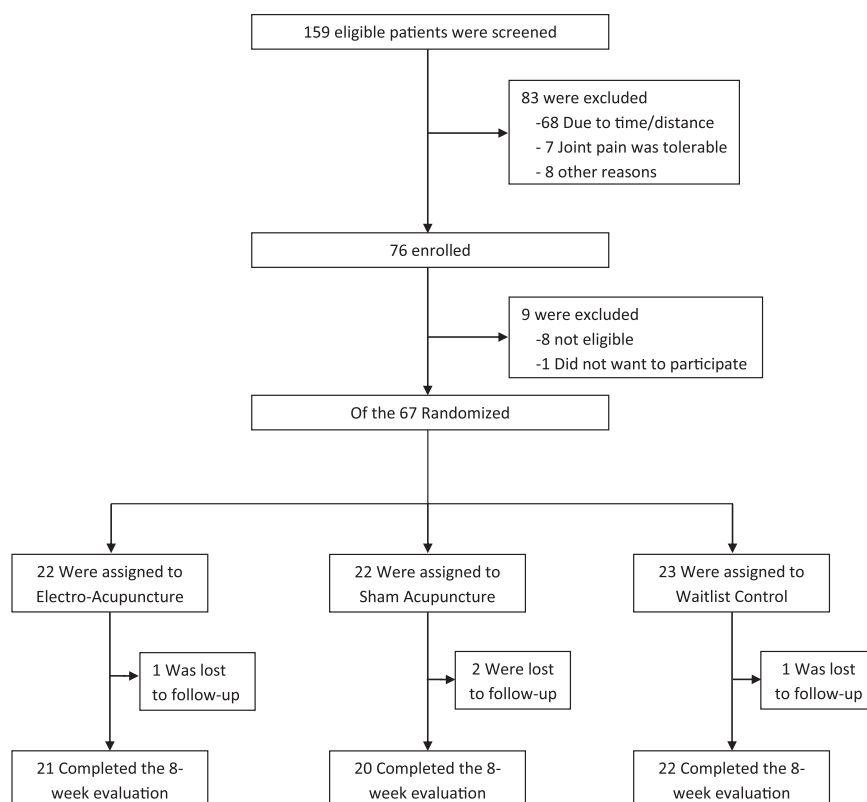 159 eligible patients were screened
83 were excluded
-68 Due to time/distance
- 7 Joint pain was tolerable
- 8 other reasons
76 enrolled
9 were excluded
-8 not eligible
-1 Did not want to participate
Of the 67 Randomized
22 Were assigned to
Electro-Acupuncture
22 Were assigned to
Sham Acupuncture
23 Were assigned to
Waitlist Control
1 Was lost
to follow-up
2 Were lost
to follow-up
1 Was lost
to follow-up
21 Completed the 8-
week evaluation
20 Completed the 8-
week evaluation
22 Completed the 8-
week evaluation